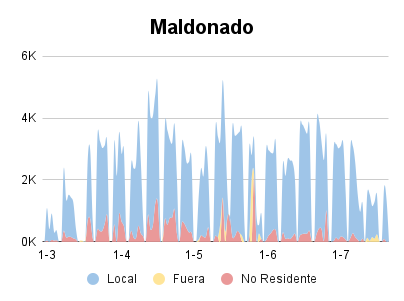 Maldonado
6K
4K
2K
0K
1-3 1-4 1-5 1-6 1-7
Local Fuera No Residente